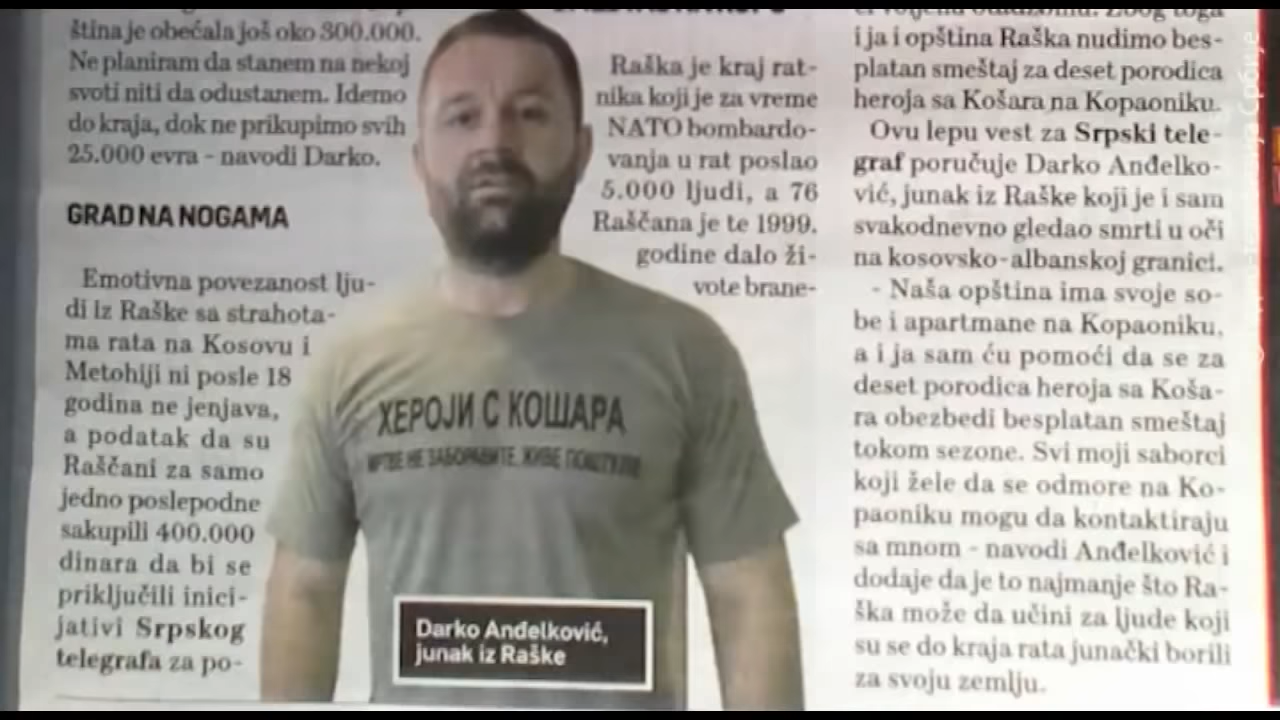 ština je obećala još oko 300.000.
Ne planiram da stanem na nekoj
svoti niti da odustanem. Idemo
do kraja, dok ne prikupimo svih
25.000 evra - navodi Darko.
GRAD NA NOGAMA
Emotivna povezanost lju-
di iz Raške sa strahota-
ma rata na Kosovu i
Metohiji ni posle 18
godina ne jenjava,
a podatak da su
Raščani za samo
jedno poslepodne
sakupili 400.000
dinara da bi se
priključili inici-
jativi Srpskog
telegrafa za po-
ХЕРОЈИ С КОШАРА
МРТВЕ НЕ ЗАБОРАВИТЕ, ЖИВЕ ПОШТУЈТЕ
Darko Anđelković,
junak iz Raške
Raška je kraj rat-
nika koji je za vreme
NATO bombardo-
vanja u rat poslao
5.000 ljudi, a 76
Raščana je te 1999.
godine dalo ži-
vote brane-
i ja i opština Raška nudimo bes-
platan smeštaj za deset porodica
heroja sa Košara na Kopaoniku.
Ovu lepu vest za Srpski tele-
graf poručuje Darko Anđelko-
vić, junak iz Raške koji je i sam
svakodnevno gledao smrti u oči
na kosovsko-albanskoj granici.
- Naša opština ima svoje so-
be i apartmane na Kopaoniku,
a i ja sam ću pomoći da se za
deset porodica heroja sa Koša-
ra obezbedi besplatan smeštaj
tokom sezone. Svi moji saborci
koji žele da se odmore na Ko-
paoniku mogu da kontaktiraju
sa mnom - navodi Anđelković i
dodaje da je to najmanje što Ra-
ška može da učini za ljude koji
su se do kraja rata junački borili
za svoju zemlju.